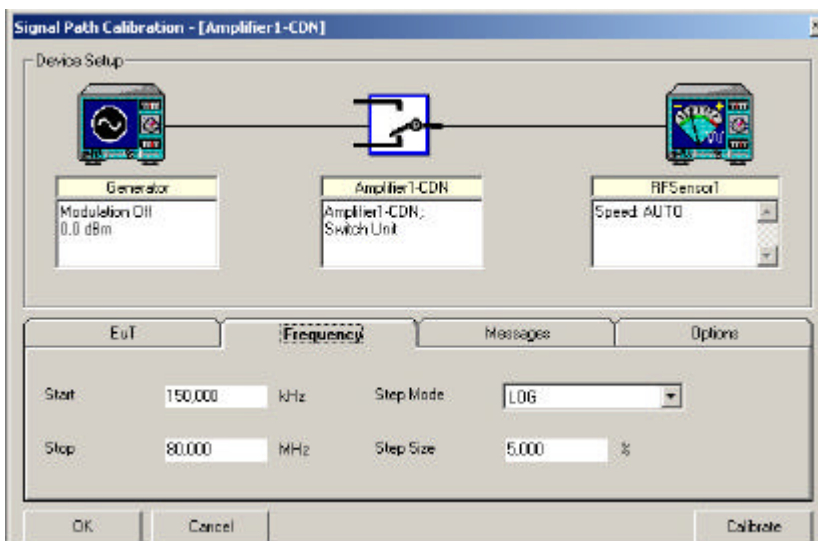 Signal Path Calibration - [Amplifier1-CDN]
Device Setup
Generator
Amplifier1-CDN
RFSensor1
Modulation Off
0.0 dBm
Amplifier1-CDN;
Switch Unit
Speed: AUTO
EuT
Frequency
Messages
Options
Start
150,000
kHz
Step Mode
LOG
Stop
80,000
MHz
Step Size
5,000
%
OK
Cancel
Calibrate